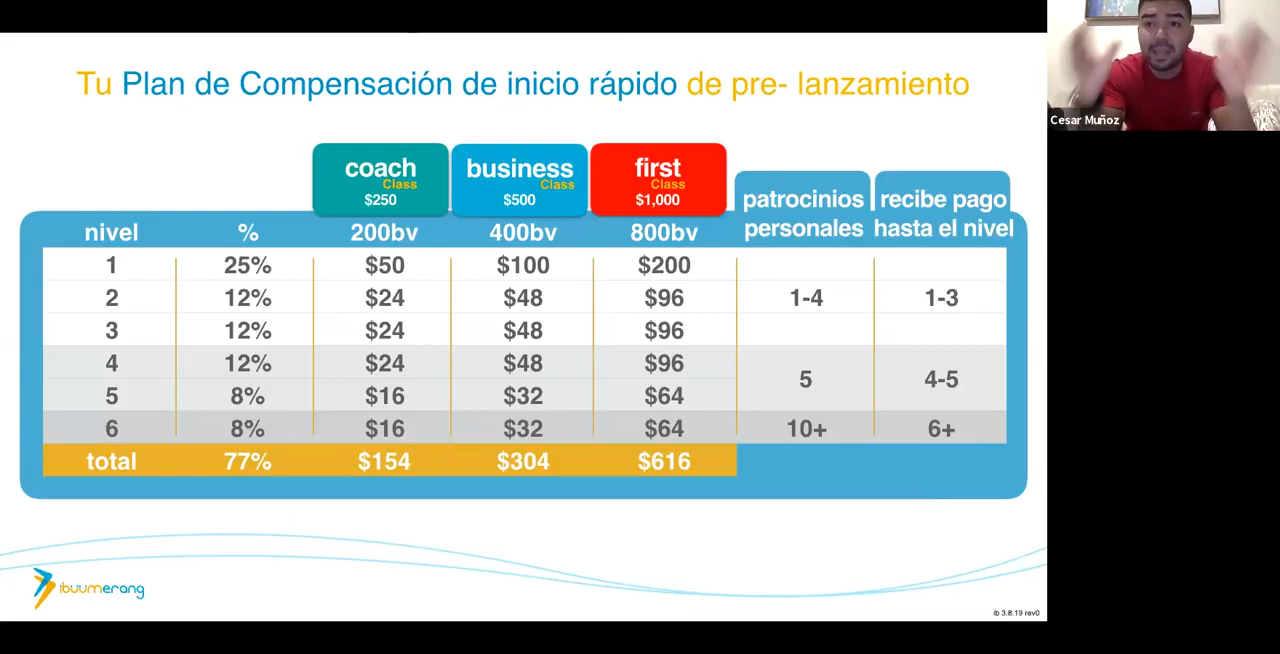 Tu Plan de Compensación de inicio rápido de pre- lanzamiento
Cesar Muñoz
coach business first
Class Class Class
$250 $500 $1,000
patrocinios personales recibe pago hasta el nivel
nivel % 200bv 400bv 800bv
1 25% $50 $100 $200
2 12% $24 $48 $96 1-4 1-3
3 12% $24 $48 $96
4 12% $24 $48 $96
5 4-5
5 8% $16 $32 $64
6 8% $16 $32 $64 10+ 6+
total 77% $154 $304 $616
ibuumerang
ib 3.8.19 rev0